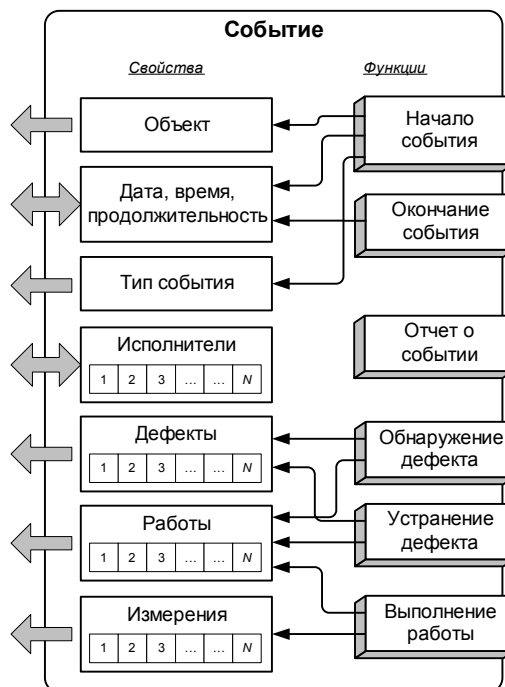 Событие
Свойства
Функции
Объект
Дата, время,
продолжительность
Тип события
Исполнители
1 2 3 ... ... N
Дефекты
1 2 3 ... ... N
Работы
1 2 3 ... ... N
Измерения
1 2 3 ... ... N
Начало
события
Окончание
события
Отчет о
событии
Обнаружение
дефекта
Устранение
дефекта
Выполнение
работы